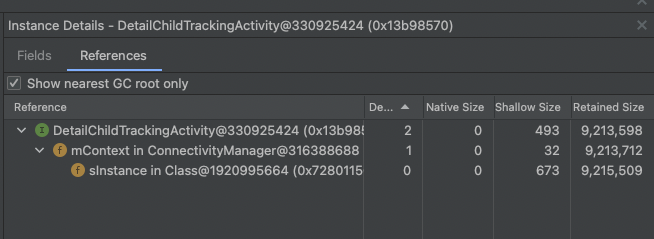 Instance Details - DetailChildTrackingActivity@330925424 (0x13b98570)
Fields References
Show nearest GC root only
Reference De... Native Size Shallow Size Retained Size
DetailChildTrackingActivity@330925424 (0x13b985 2 0 493 9,213,598
mContext in ConnectivityManager@316388688 1 0 32 9,213,712
sInstance in Class@1920995664 (0x7280115 0 0 673 9,215,509